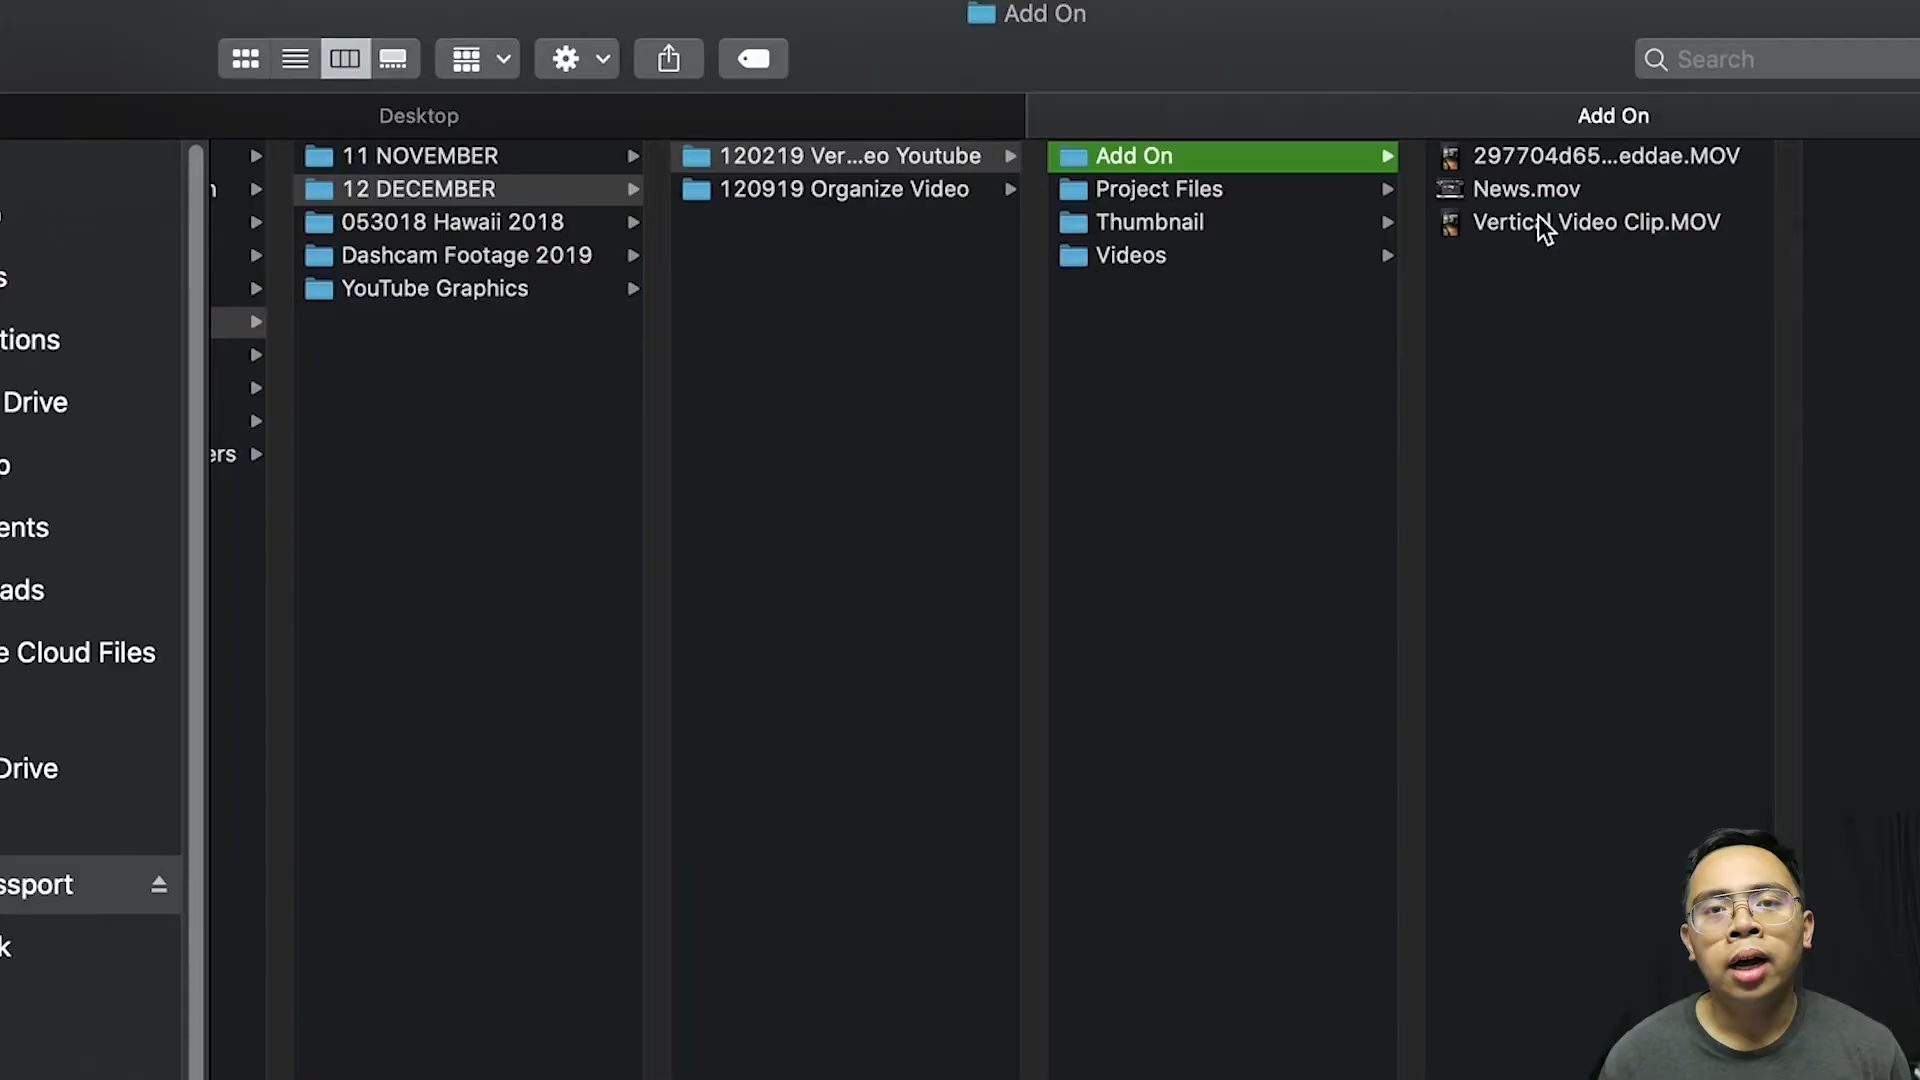 Add On
Search
Desktop
Add On
tions
Drive
ents
ads
e Cloud Files
Drive
ssport
k
ers
11 NOVEMBER
12 DECEMBER
053018 Hawaii 2018
Dashcam Footage 2019
YouTube Graphics
120219 Ver...eo Youtube
120919 Organize Video
Add On
Project Files
Thumbnail
Videos
297704d65...eddae.MOV
News.mov
Vertical Video Clip.MOV